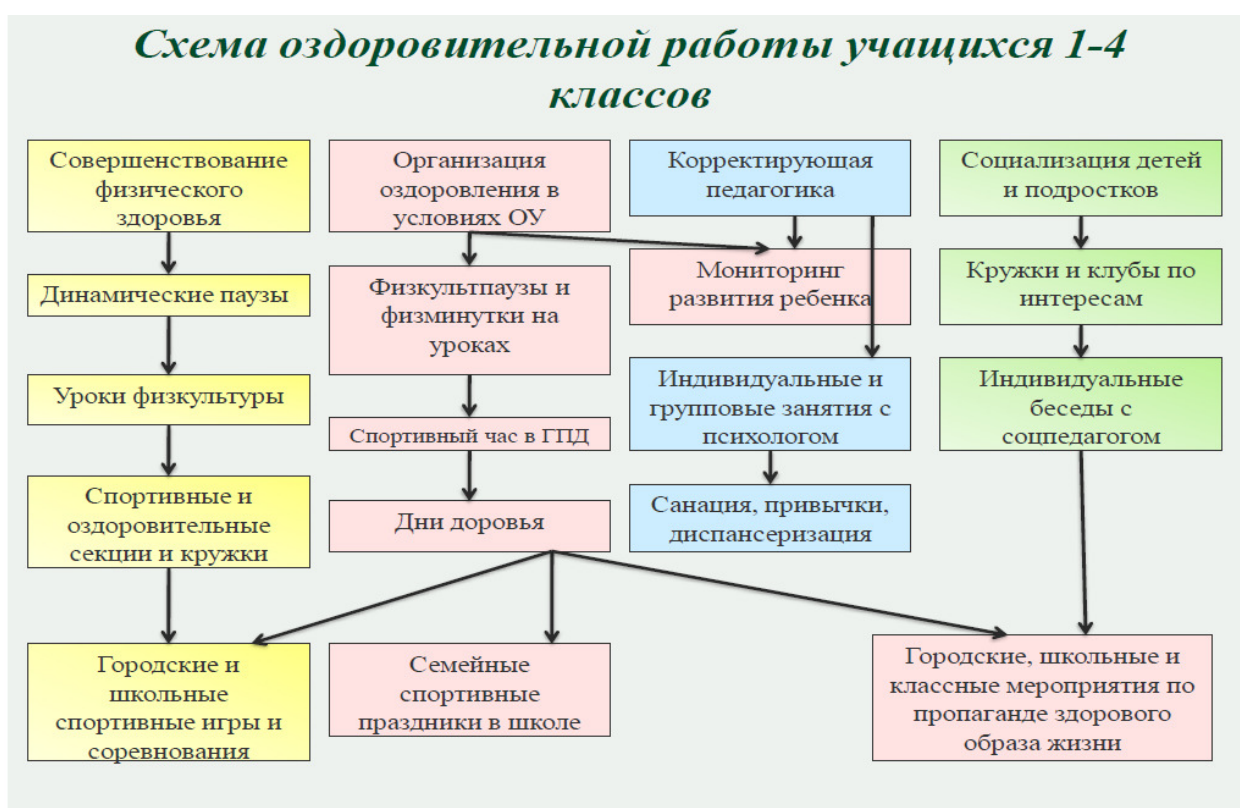 Схема оздоровительной работы учащихся 1-4
классов
Совершенствование
физического
здоровья
Организация
оздоровления в
условиях ОУ
Корректирующая
педагогика
Социализация детей
и подростков
Динамические паузы
Физкультпаузы и
физминутки на
уроках
Мониторинг
развития ребенка
Кружки и клубы по
интересам
Уроки физкультуры
Спортивный час в ГПД
Индивидуальные и
групповые занятия с
психологом
Индивидуальные
беседы с
соцпедагогом
Спортивные и
оздоровительные
секции и кружки
Дни доровья
Санация, привычки,
диспансеризация
Городские и
школьные
спортивные игры и
соревнования
Семейные
спортивные
праздники в школе
Городские, школьные и
классные мероприятия по
пропаганде здорового
образа жизни